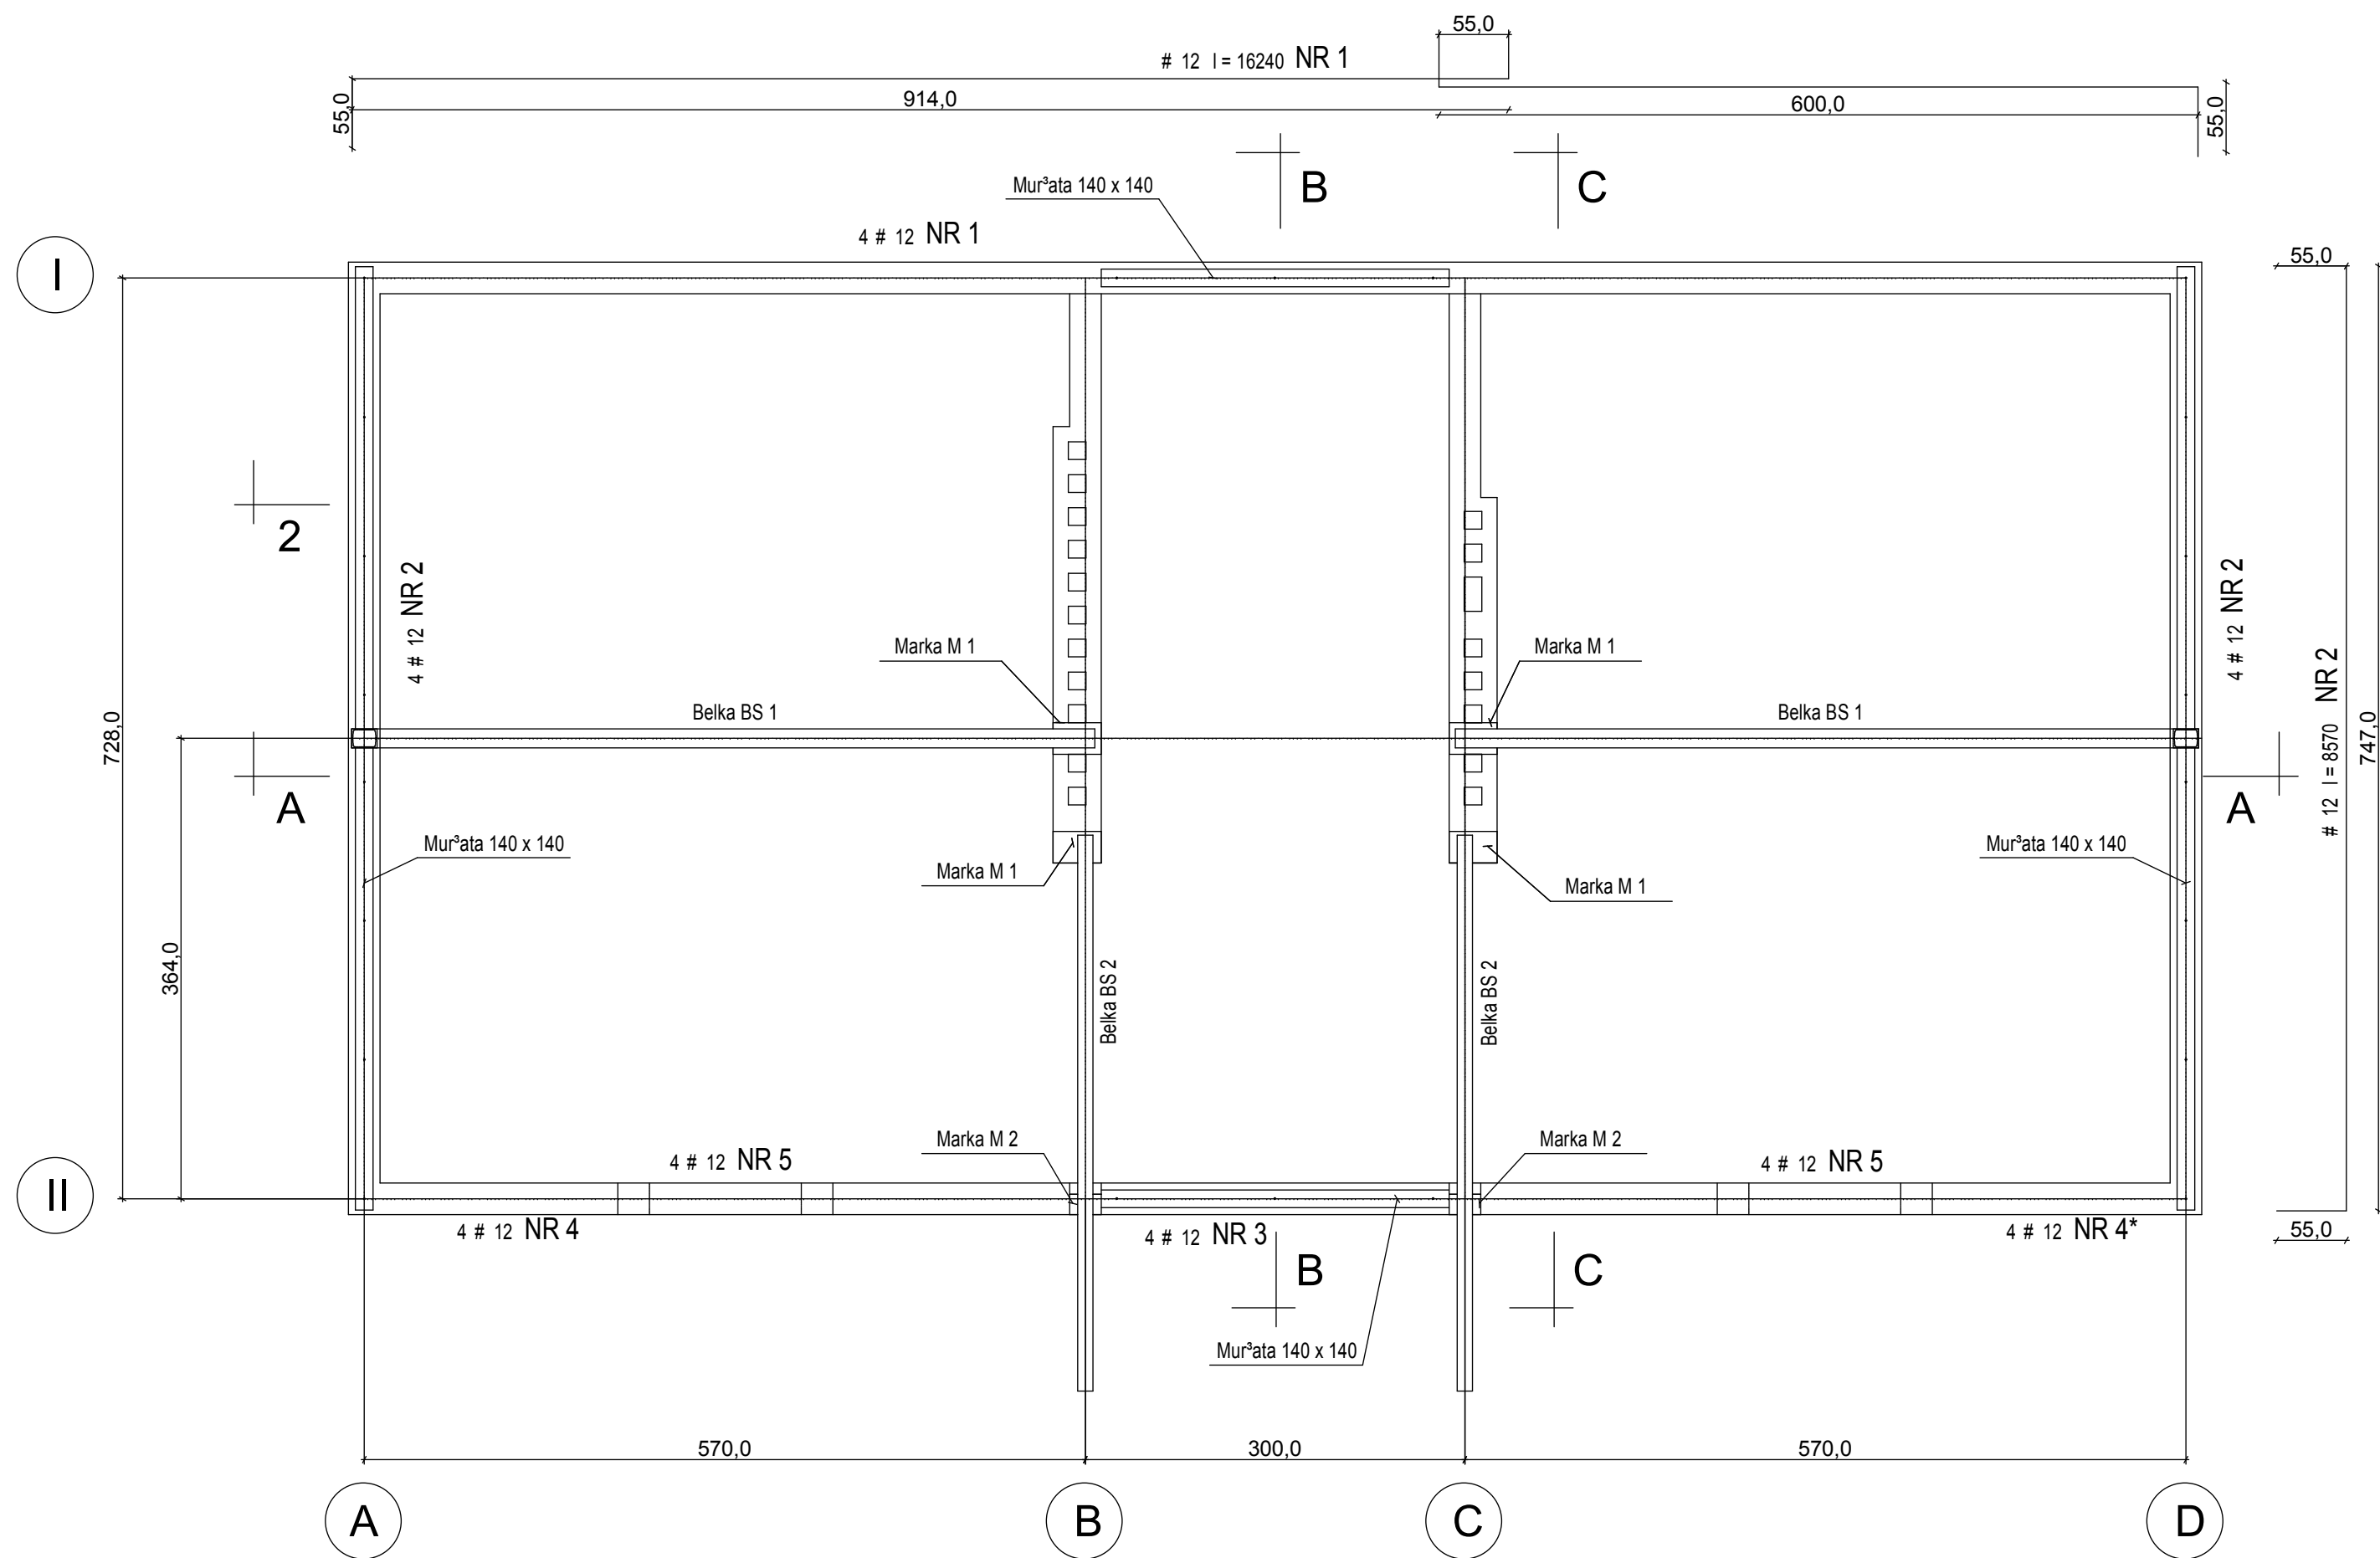 55,0
# 12 l = 16240 NR 1
55,0
914,0
600,0
55,0
B
C
Mur³ata 140 x 140
4 # 12 NR 1
I
55,0
2
4 # 12 NR 2
4 # 12 NR 2
Marka M 1
Marka M 1
# 12 l = 8570 NR 2
728,0
Belka BS 1
Belka BS 1
747,0
A
A
Mur³ata 140 x 140
Mur³ata 140 x 140
Marka M 1
Marka M 1
364,0
Belka BS 2
Belka BS 2
Marka M 2
Marka M 2
4 # 12 NR 5
4 # 12 NR 5
II
4 # 12 NR 4
4 # 12 NR 3
4 # 12 NR 4*
55,0
B
C
Mur³ata 140 x 140
570,0
300,0
570,0
A
B
C
D